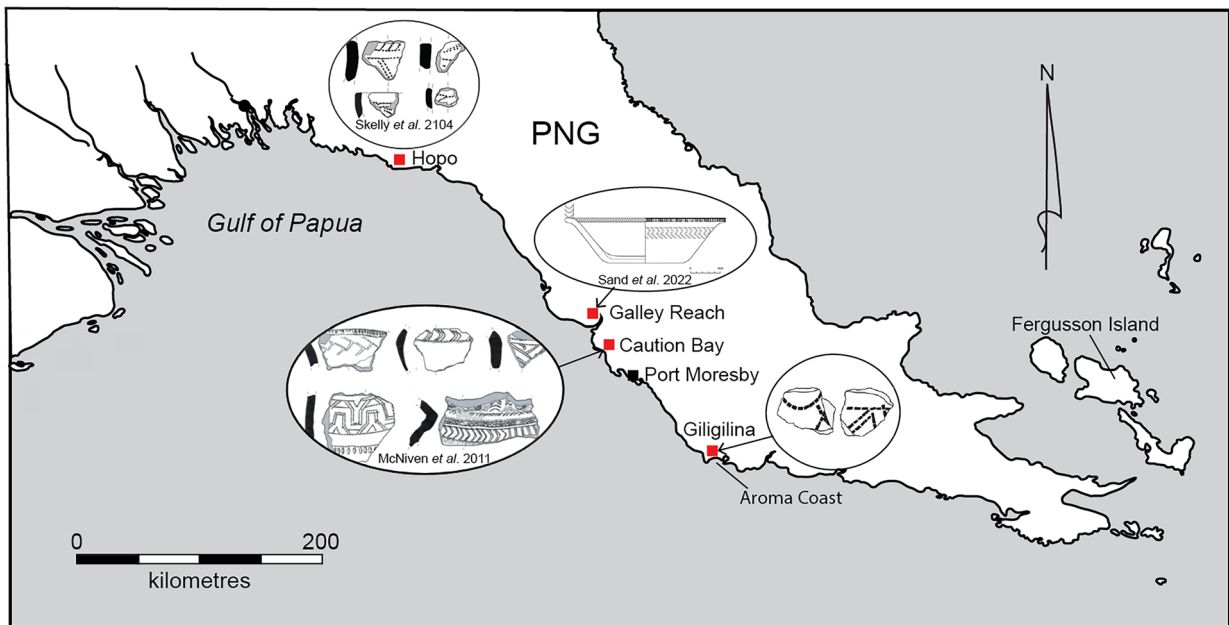 Skelly et al. 2104
Hopo
PNG
N
Gulf of Papua
Sand et al. 2022
Galley Reach
Caution Bay
Port Moresby
Fergusson Island
McNiven et al. 2011
Giligilina
Aroma Coast
0 200
kilometres